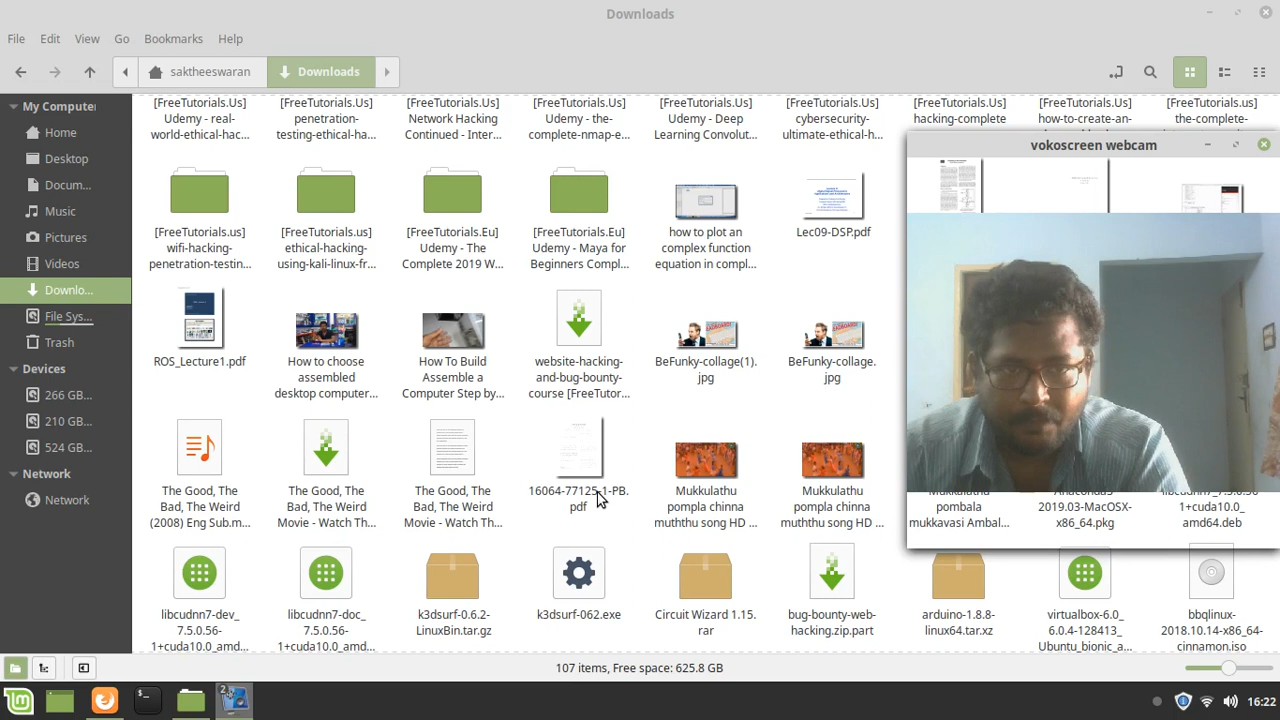 Downloads
File Edit View Go Bookmarks Help
saktheeswaran Downloads
My Compute
Home
Desktop
Docum...
Music
Pictures
Videos
Downlo...
File Sys...
Trash
Devices
266 GB...
210 GB...
524 GB...
Network
Network
[FreeTutorials.Us] [FreeTutorials.Us] [FreeTutorials.Us] [FreeTutorials.Us] [FreeTutorials.Us] [FreeTutorials.Us] [FreeTutorials.Us] [FreeTutorials.Us] [FreeTutorials.us]
Udemy - real- penetration- Network Hacking Udemy - the- Udemy - Deep cybersecurity- hacking-complete how-to-create-an- the-complete-
world-ethical-hac... testing-ethical-ha... Continued - Inter... complete-nmap-e... Learning Convolut... ultimate-ethical-h...
vokoscreen webcam
[FreeTutorials.us] [FreeTutorials.us] [FreeTutorials.Eu] [FreeTutorials.Eu] how to plot an Lec09-DSP.pdf
wifi-hacking- ethical-hacking- Udemy - The Udemy - Maya for complex function
penetration-testin... using-kali-linux-fr... Complete 2019 W... Beginners Compl... equation in compl...
ROS_Lecture1.pdf How to choose How To Build website-hacking- BeFunky-collage(1). BeFunky-collage.
assembled Assemble a and-bug-bounty- jpg jpg
desktop computer... Computer Step by... course [FreeTutor...
The Good, The The Good, The The Good, The 16064-77125-1-PB. Mukkulathu Mukkulathu Mukkulathu Anaconda3- libcudnn7_7.5.0.56-
Bad, The Weird Bad, The Weird Bad, The Weird pdf pompla chinna pompla chinna pombala 2019.03-MacOSX- 1+cuda10.0_
(2008) Eng Sub.m... Movie - Watch Th... Movie - Watch Th... muththu song HD ... muththu song HD ... mukkavasi Ambal... x86_64.pkg amd64.deb
libcudnn7-dev_ libcudnn7-doc_ k3dsurf-0.6.2- k3dsurf-062.exe Circuit Wizard 1.15. bug-bounty-web- arduino-1.8.8- virtualbox-6.0_ bbqlinux-
7.5.0.56- 7.5.0.56- LinuxBin.tar.gz rar hacking.zip.part linux64.tar.xz 6.0.4-128413_ 2018.10.14-x86_64-
1+cuda10.0_amd... 1+cuda10.0_amd... Ubuntu_bionic_a... cinnamon.iso
107 items, Free space: 625.8 GB
16:22